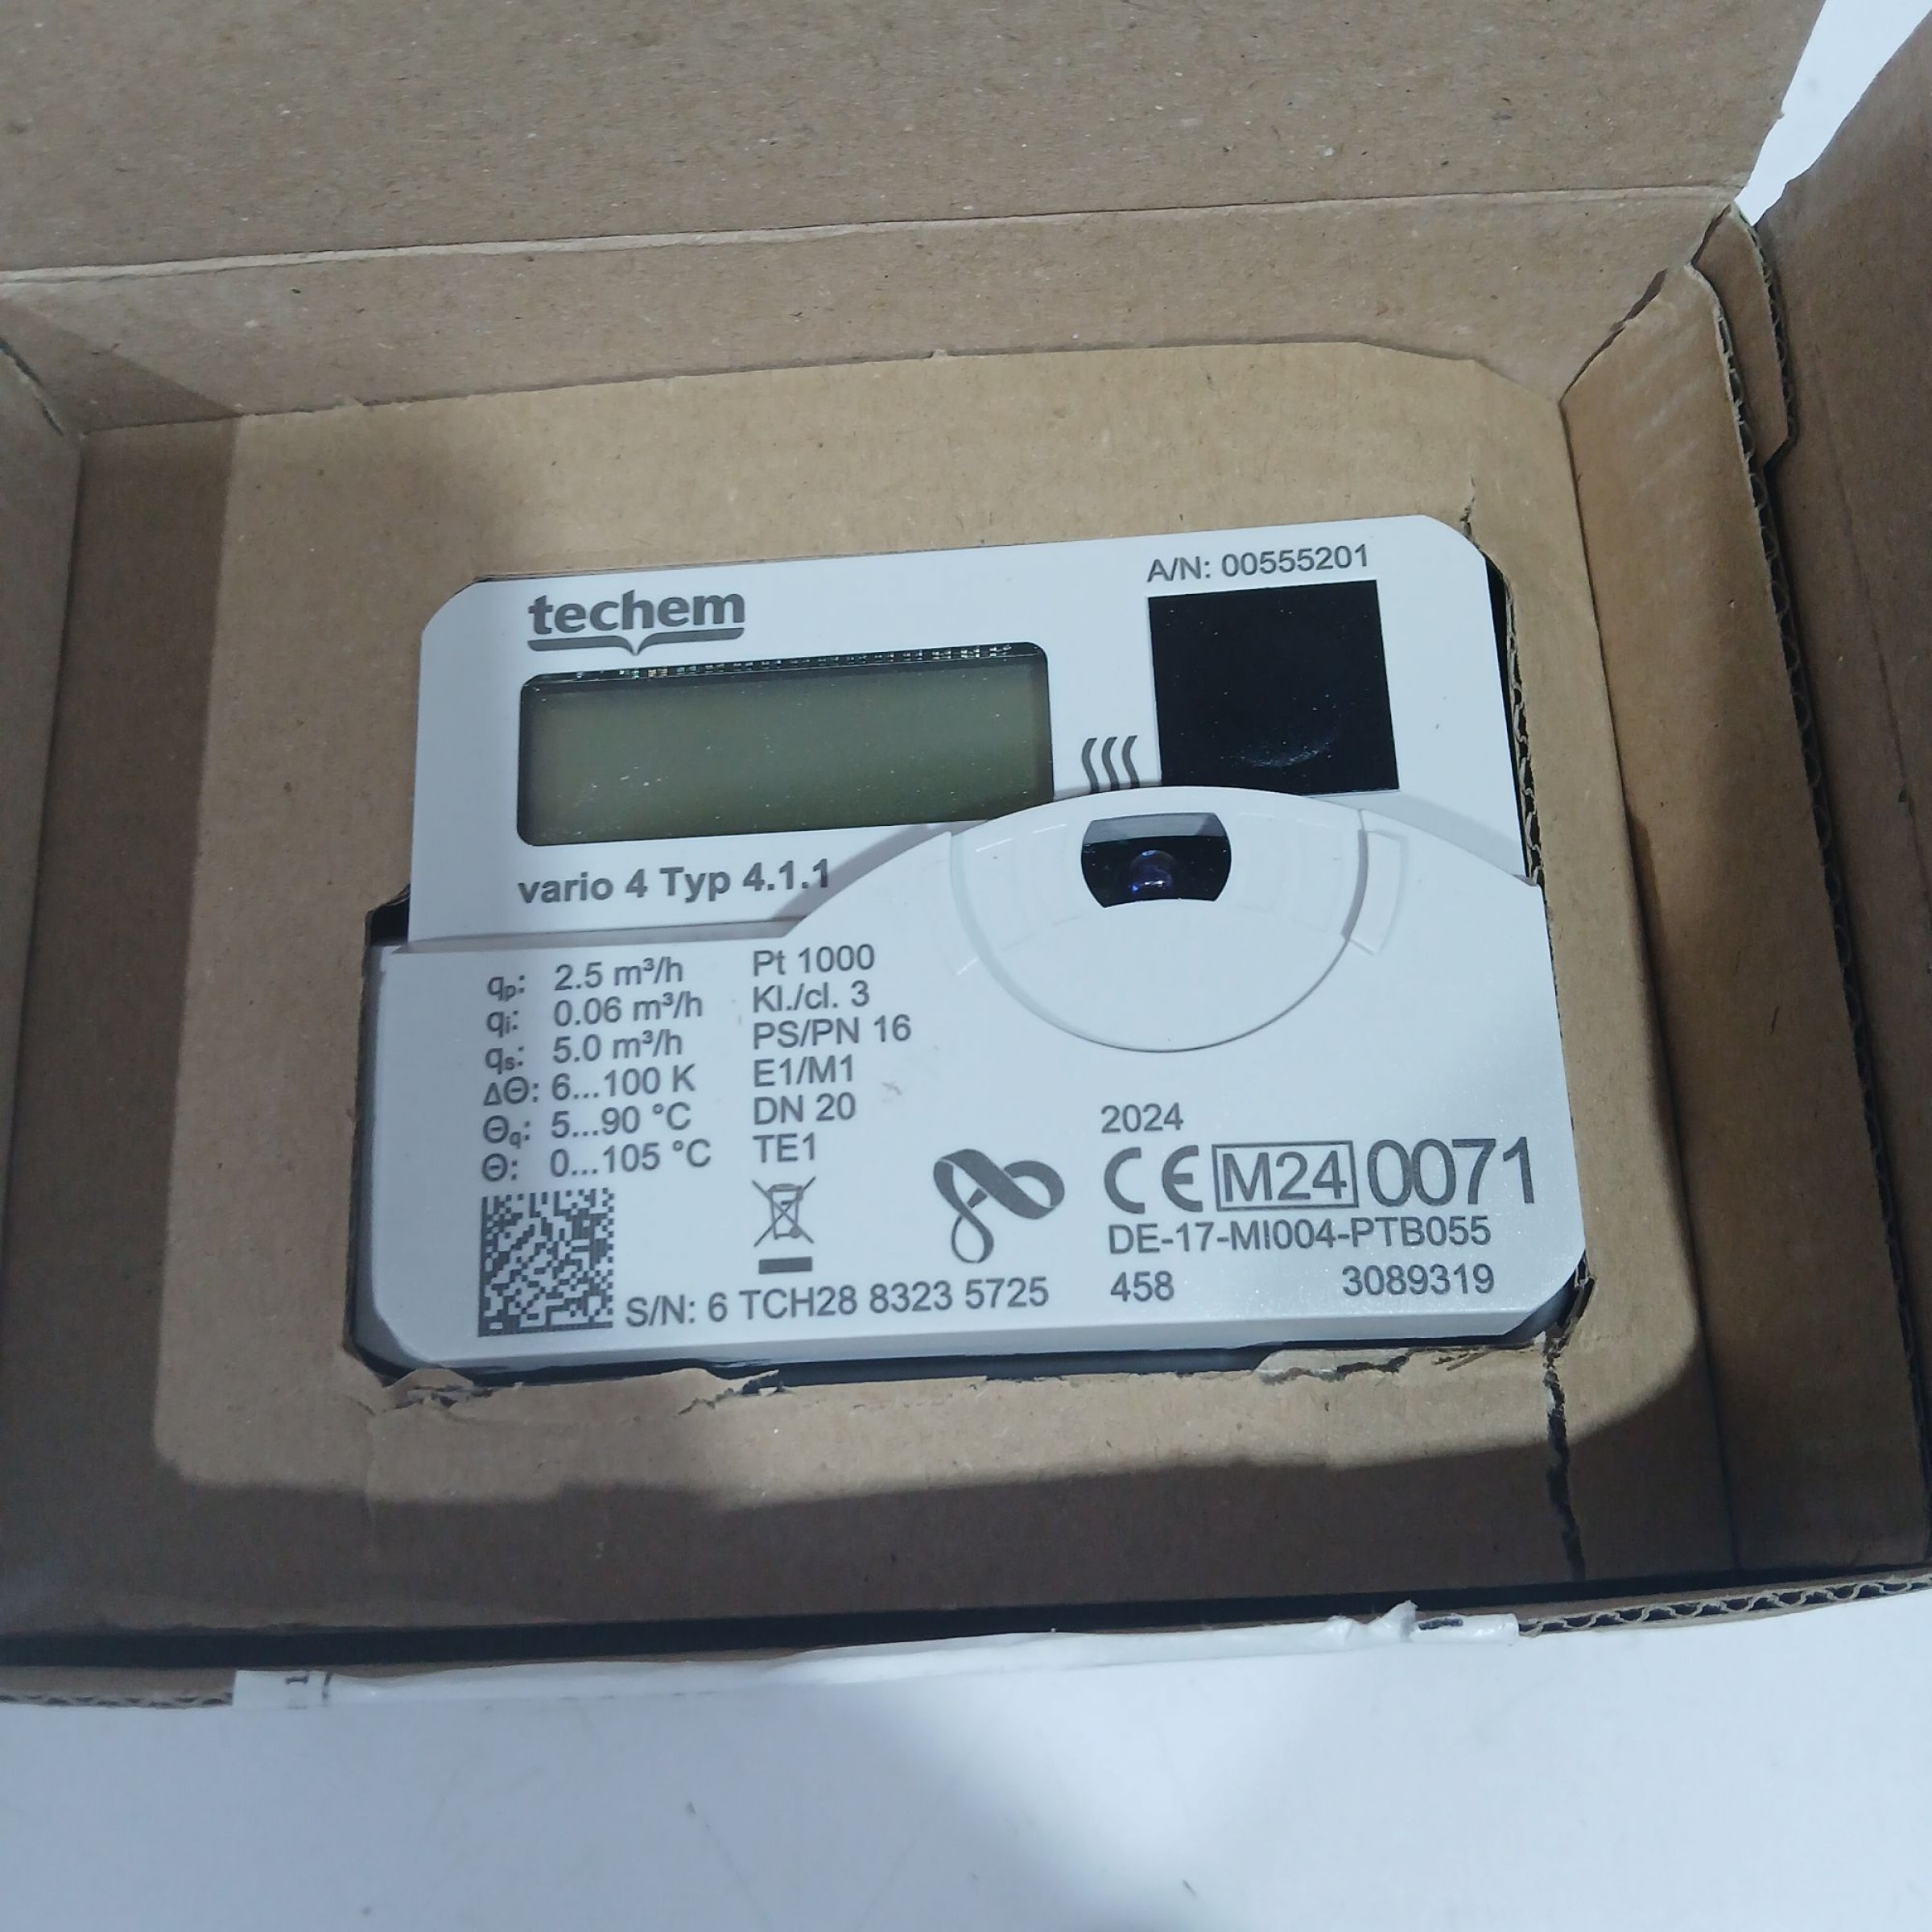 A/N: 00555201
techem
vario 4 Typ 4.1.1
qp: 2.5 m³/h
qi: 0.06 m³/h
qs: 5.0 m³/h
ΔΘ: 6...100 K
Θq: 5...90 °C
Θ: 0...105 °C
Pt 1000
Kl./cl. 3
PS/PN 16
E1/M1
DN 20
TE1
2024
CE M24 0071
DE-17-MI004-PTB055
458 3089319
S/N: 6 TCH28 8323 5725